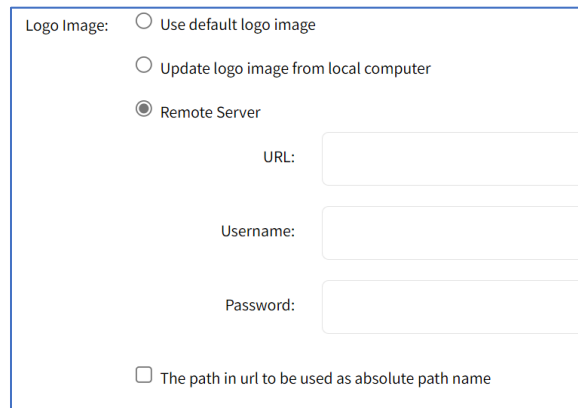 Logo Image: Use default logo image
Update logo image from local computer
Remote Server
URL:
Username:
Password:
The path in url to be used as absolute path name